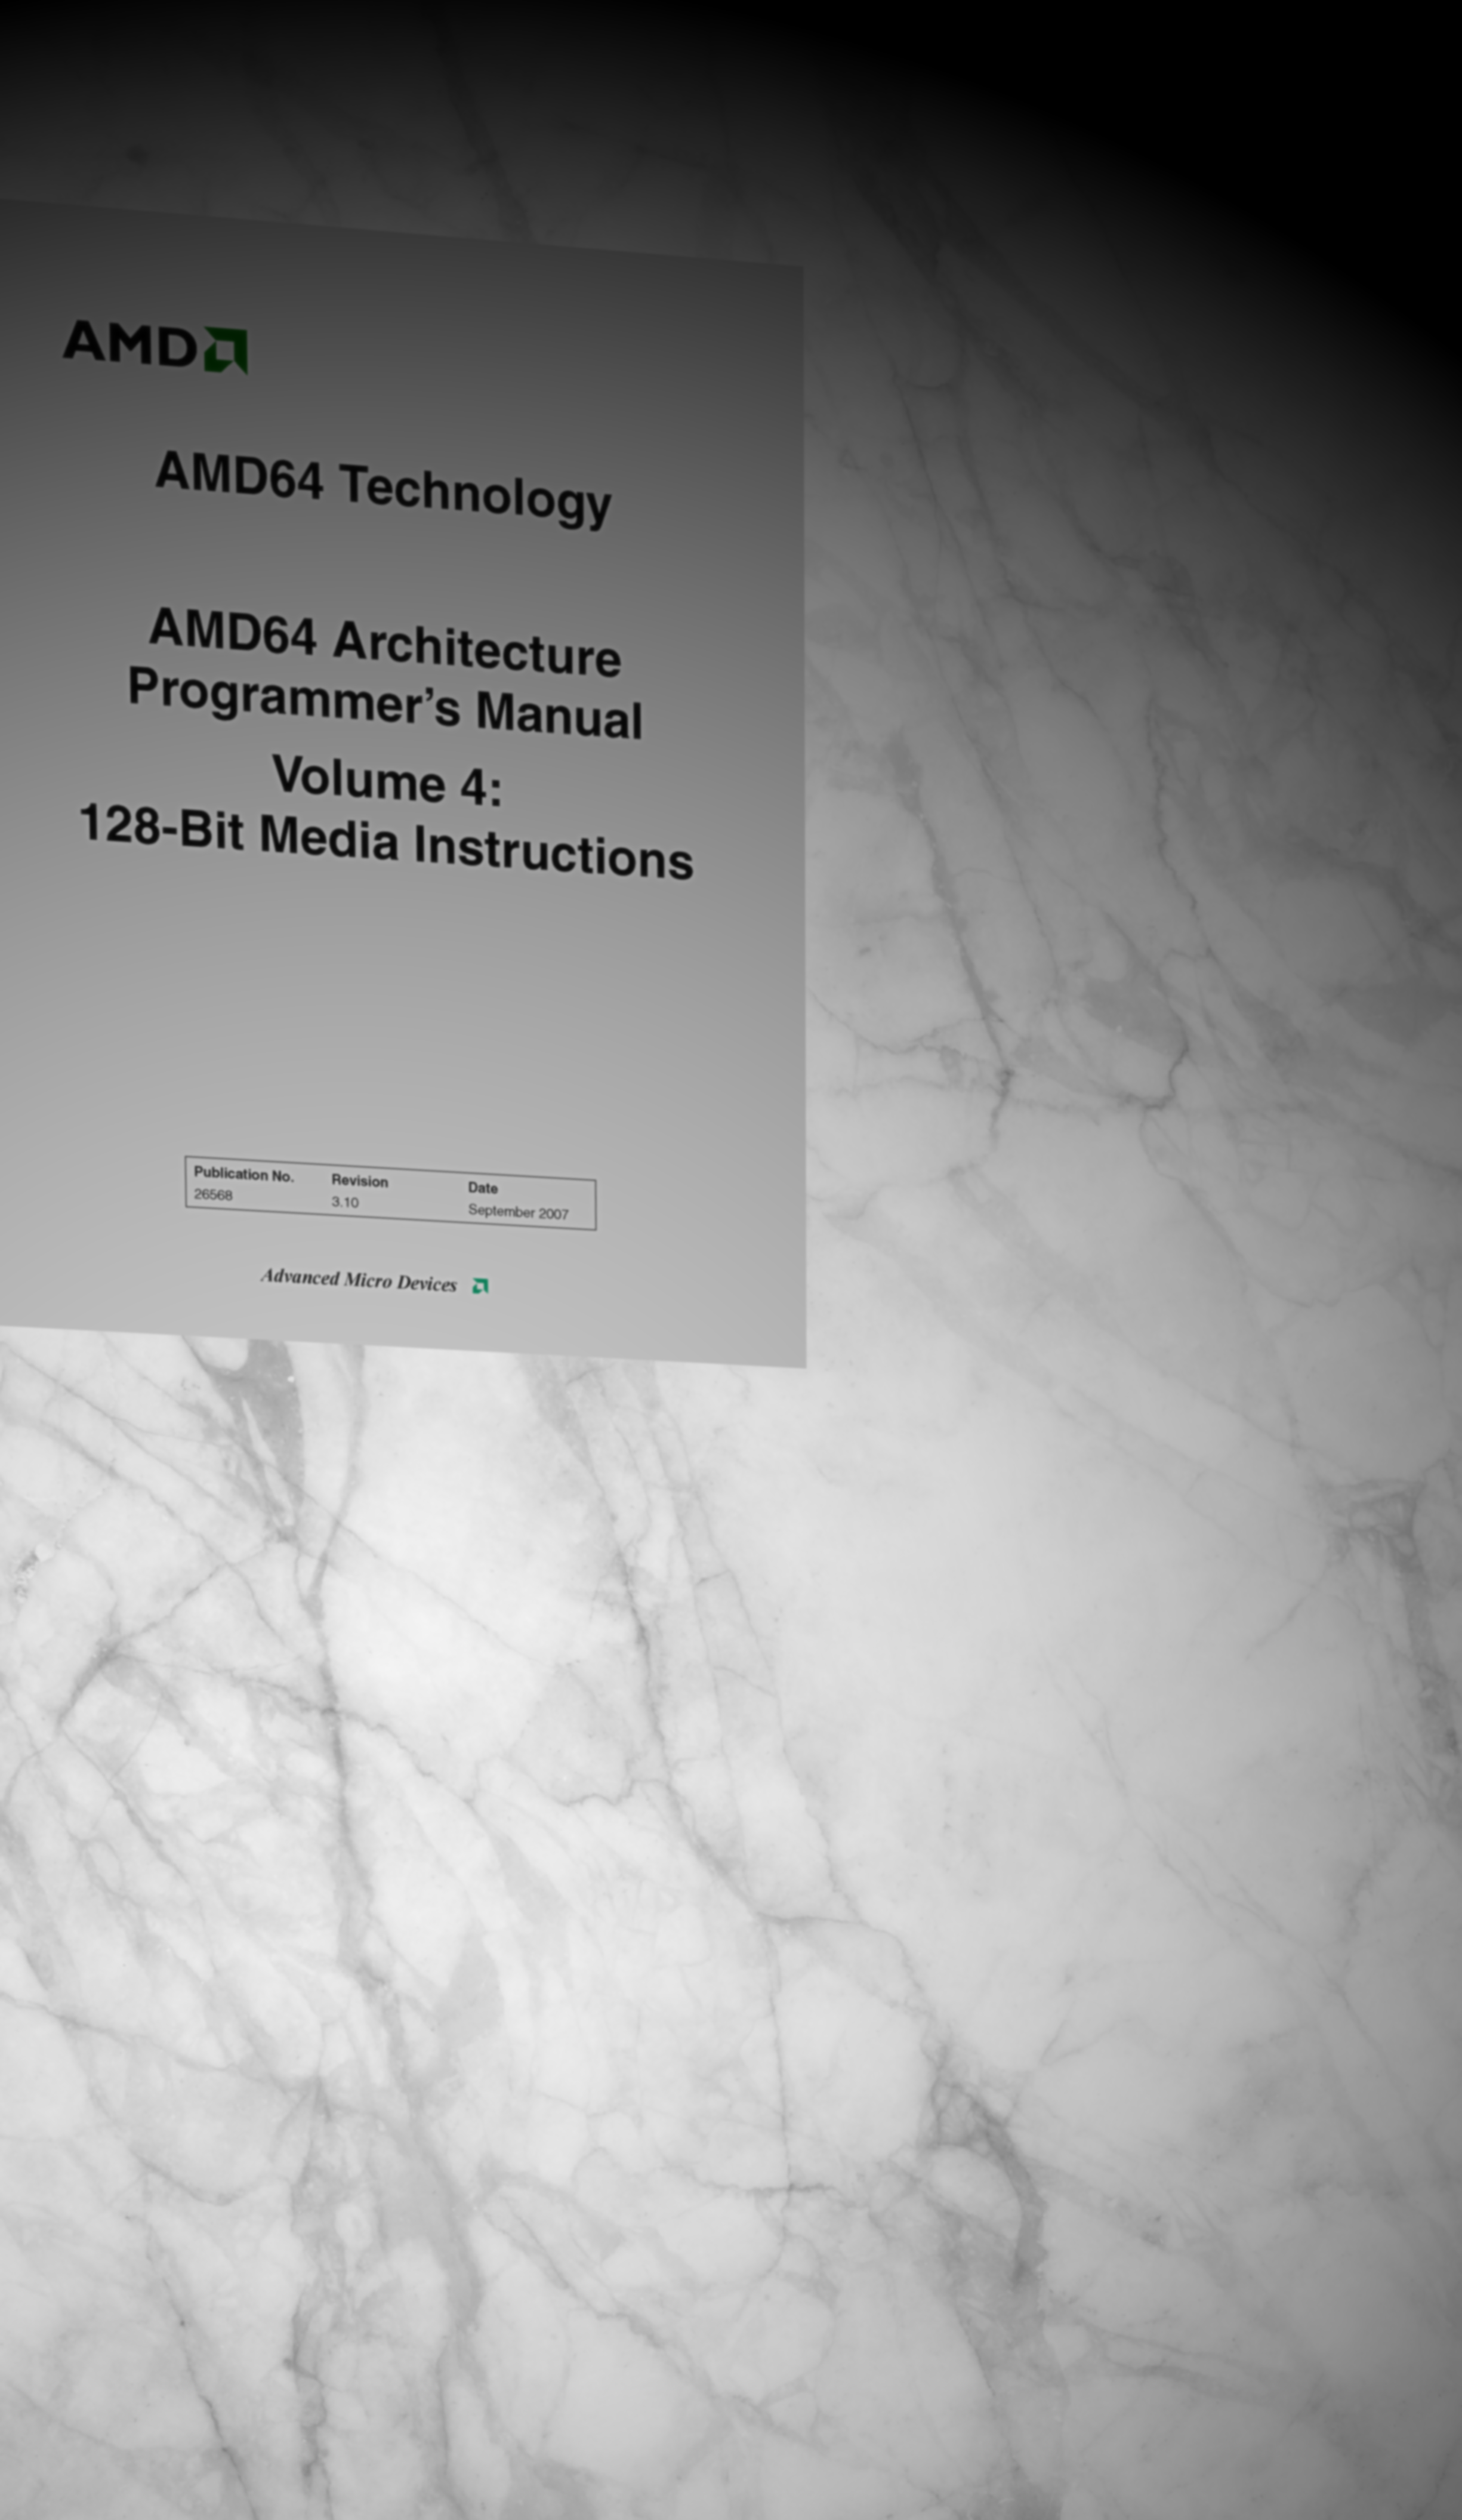 AMD
AMD64 Technology
AMD64 Architecture
Programmer’s Manual
Volume 4:
128-Bit Media Instructions
Publication No. Revision Date
26568 3.10 September 2007
Advanced Micro Devices